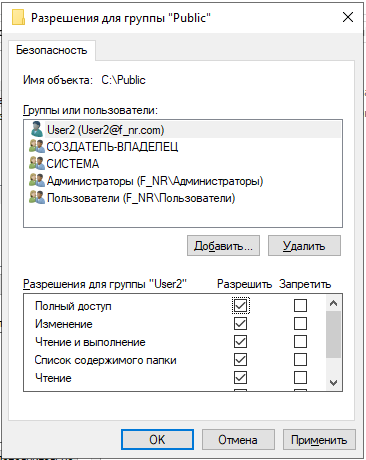 Разрешения для группы "Public"
Безопасность
Имя объекта: C:\Public
Группы или пользователи:
User2 (User2@f_nr.com)
СОЗДАТЕЛЬ-ВЛАДЕЛЕЦ
СИСТЕМА
Администраторы (F_NR\Администраторы)
Пользователи (F_NR\Пользователи)
Добавить... Удалить
Разрешения для группы "User2" Разрешить Запретить
Полный доступ
Изменение
Чтение и выполнение
Список содержимого папки
Чтение
OK Отмена Применить